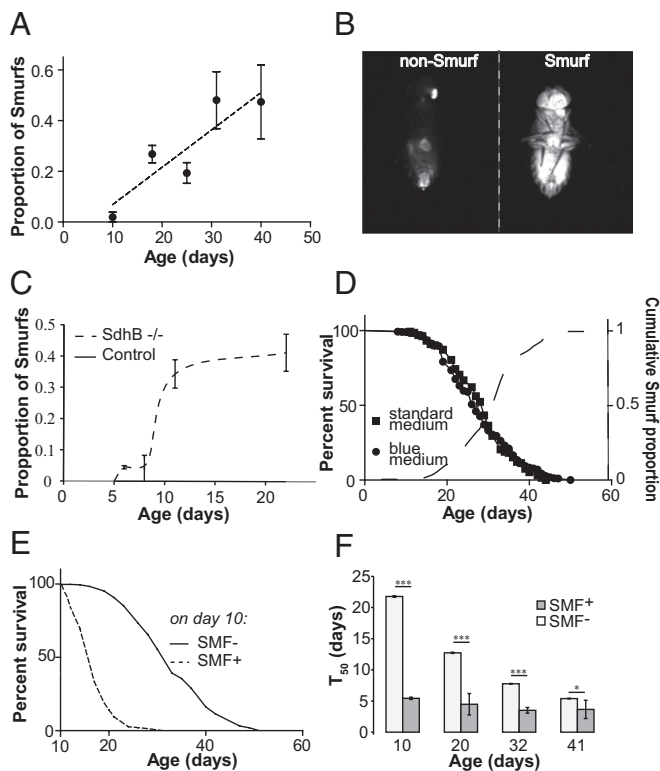 A
Proportion of Smurfs
0.6
0.4
0.2
0.0
0 10 20 30 40 50
Age (days)
B
non-Smurf Smurf
C
Propportion of Smurfs
0.5
0.4
0.3
0.2
0.1
0
SdhB -/-
Control
0 5 10 15 20
Age (days)
D
Percent survival
100
50
0
standard
medium
blue
medium
0 20 40 60
Age (days)
1
0.5
0
Cumulative Smurf proportion
E
Percent survival
100
50
0
on day 10:
SMF-
SMF+
10 20 40 60
Age (days)
F
T50 (days)
25
20
15
10
5
0
*** *** *** *
SMF+
SMF-
10 20 32 41
Age (days)